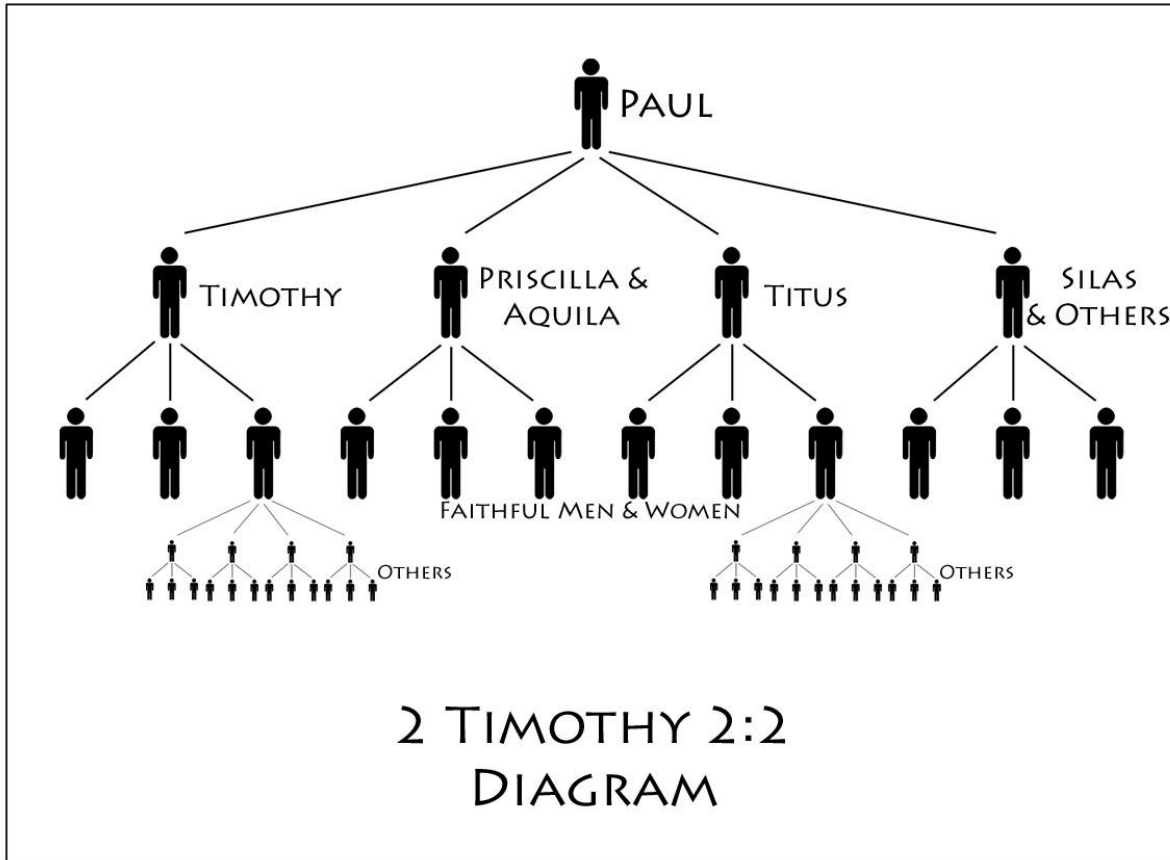 Paul
Timothy
Priscilla &
Aquila
Titus
Silas
& Others
Faithful Men & Women
Others
Others
2 Timothy 2:2
Diagram